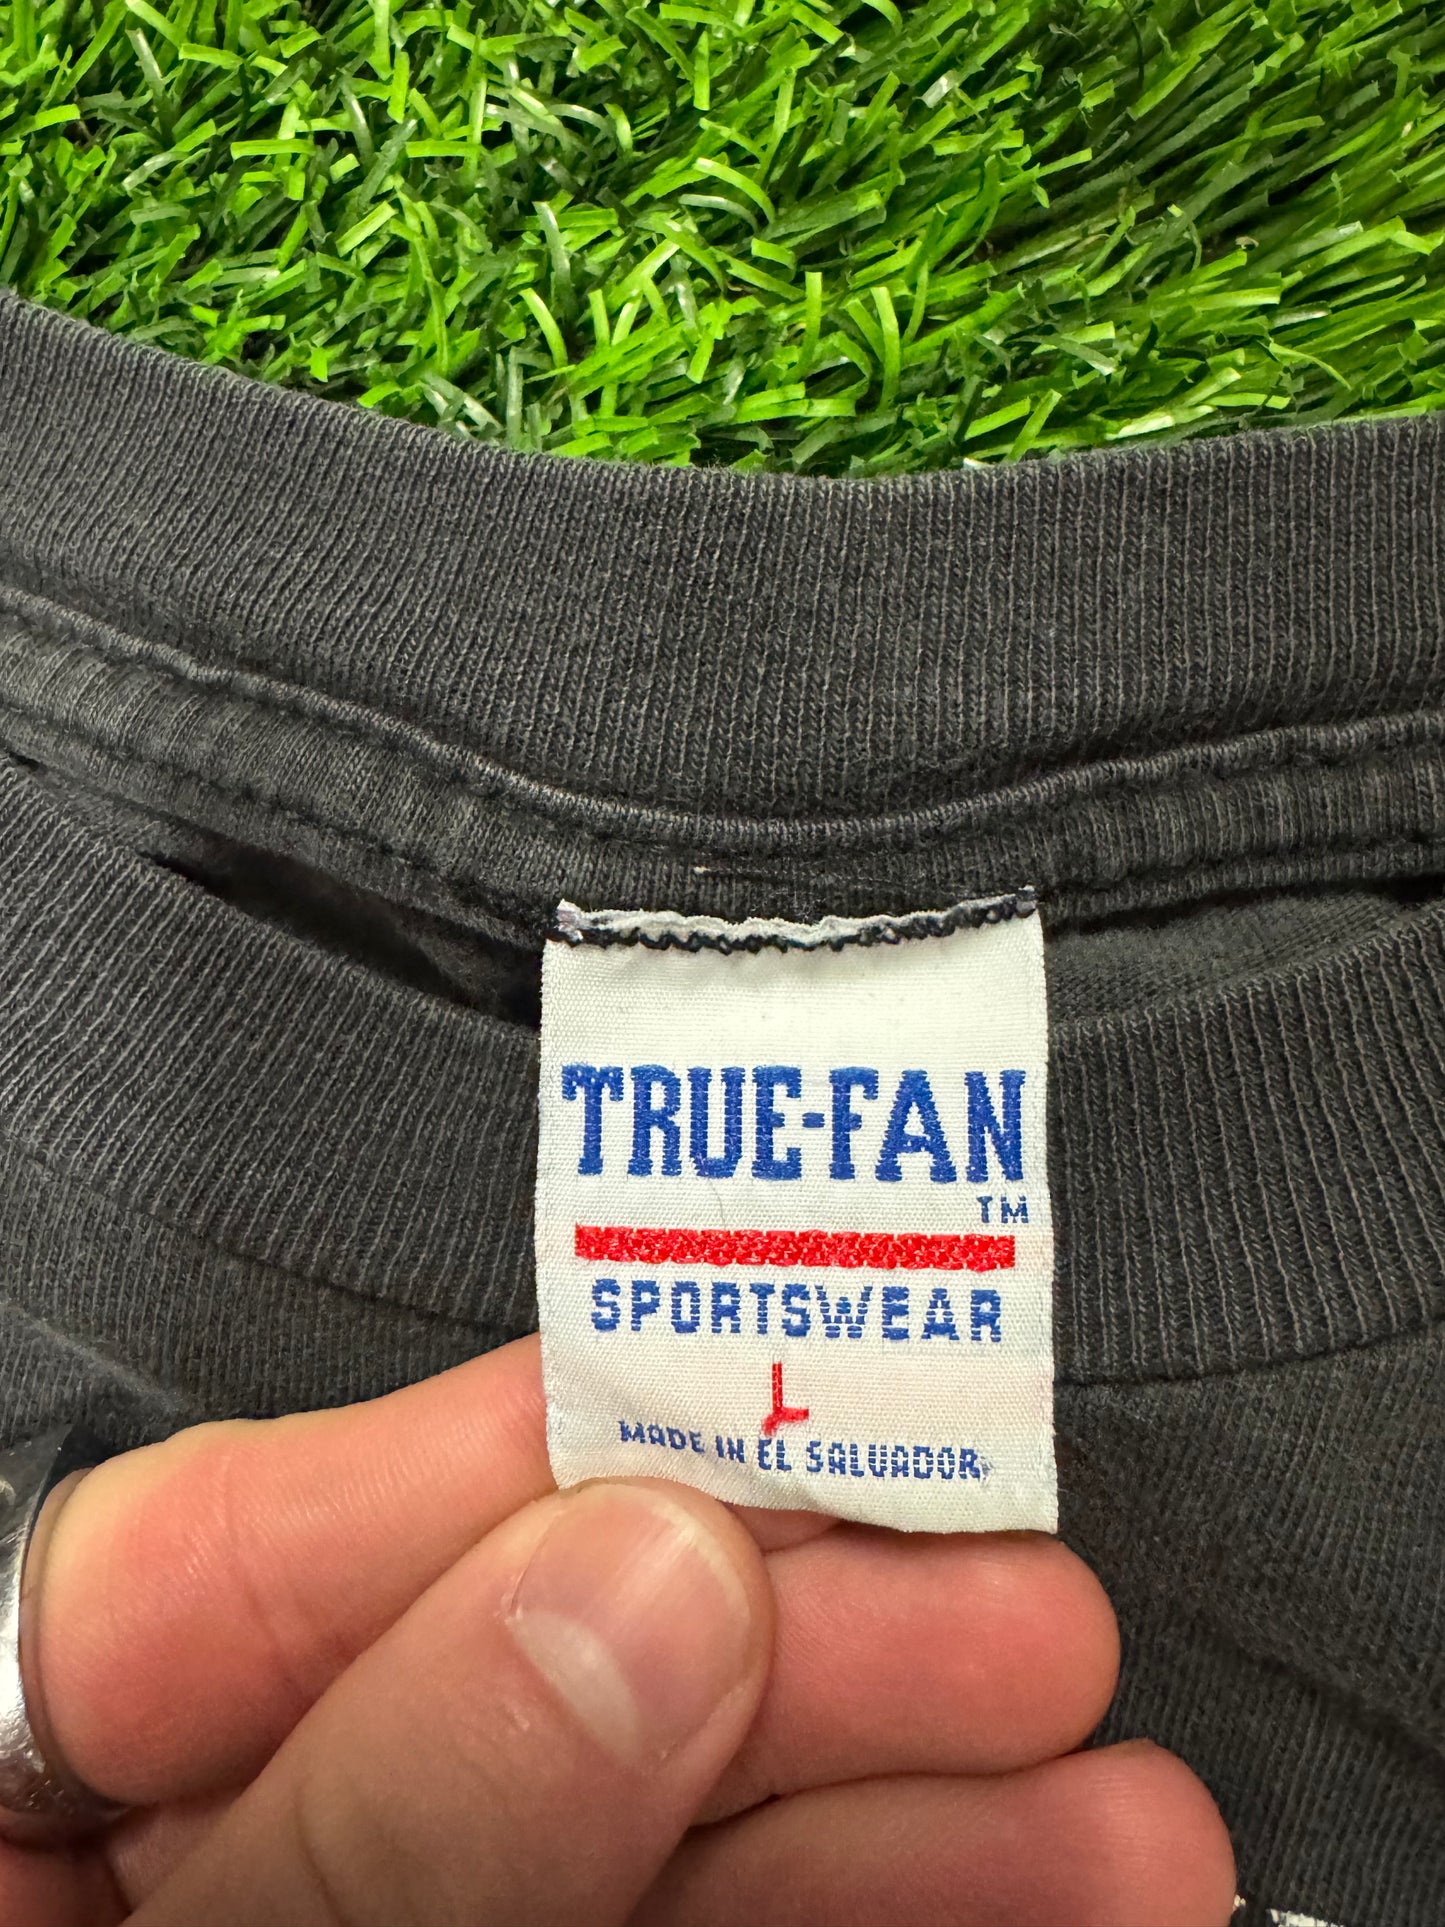 TRUE-FAN
TM
SPORTSWEAR
L
MADE IN EL SALVADOR